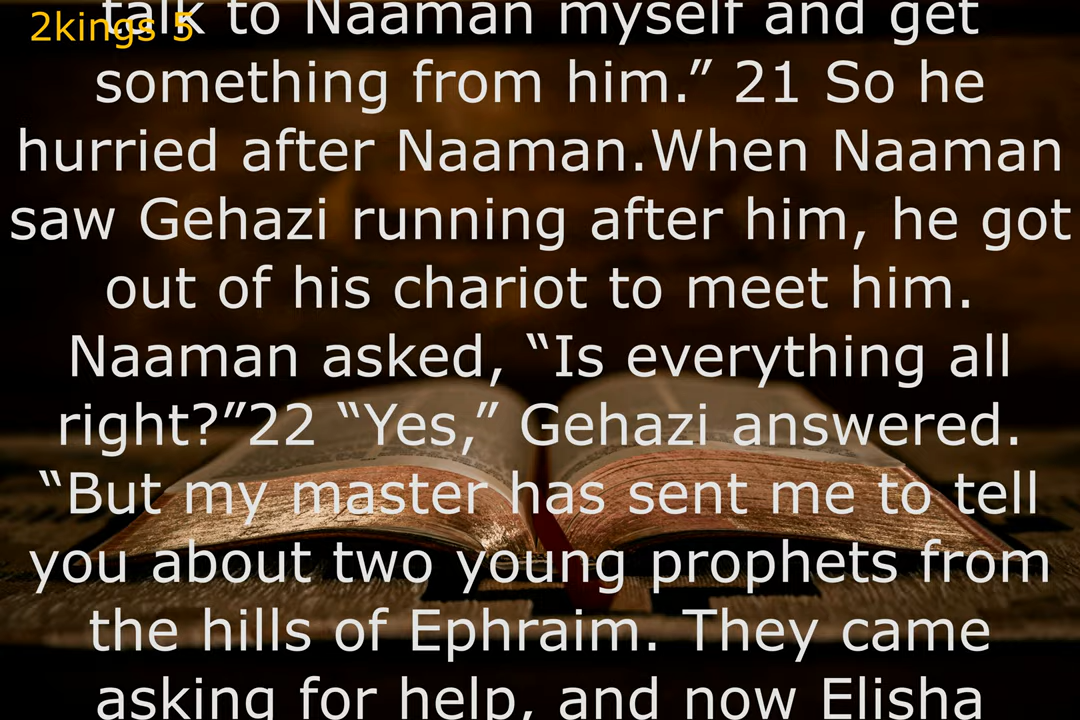 2kings 5
talk to Naaman myself and get
something from him.” 21 So he
hurried after Naaman.When Naaman
saw Gehazi running after him, he got
out of his chariot to meet him.
Naaman asked, “Is everything all
right?”22 “Yes,” Gehazi answered.
“But my master has sent me to tell
you about two young prophets from
the hills of Ephraim. They came
asking for help, and now Elisha